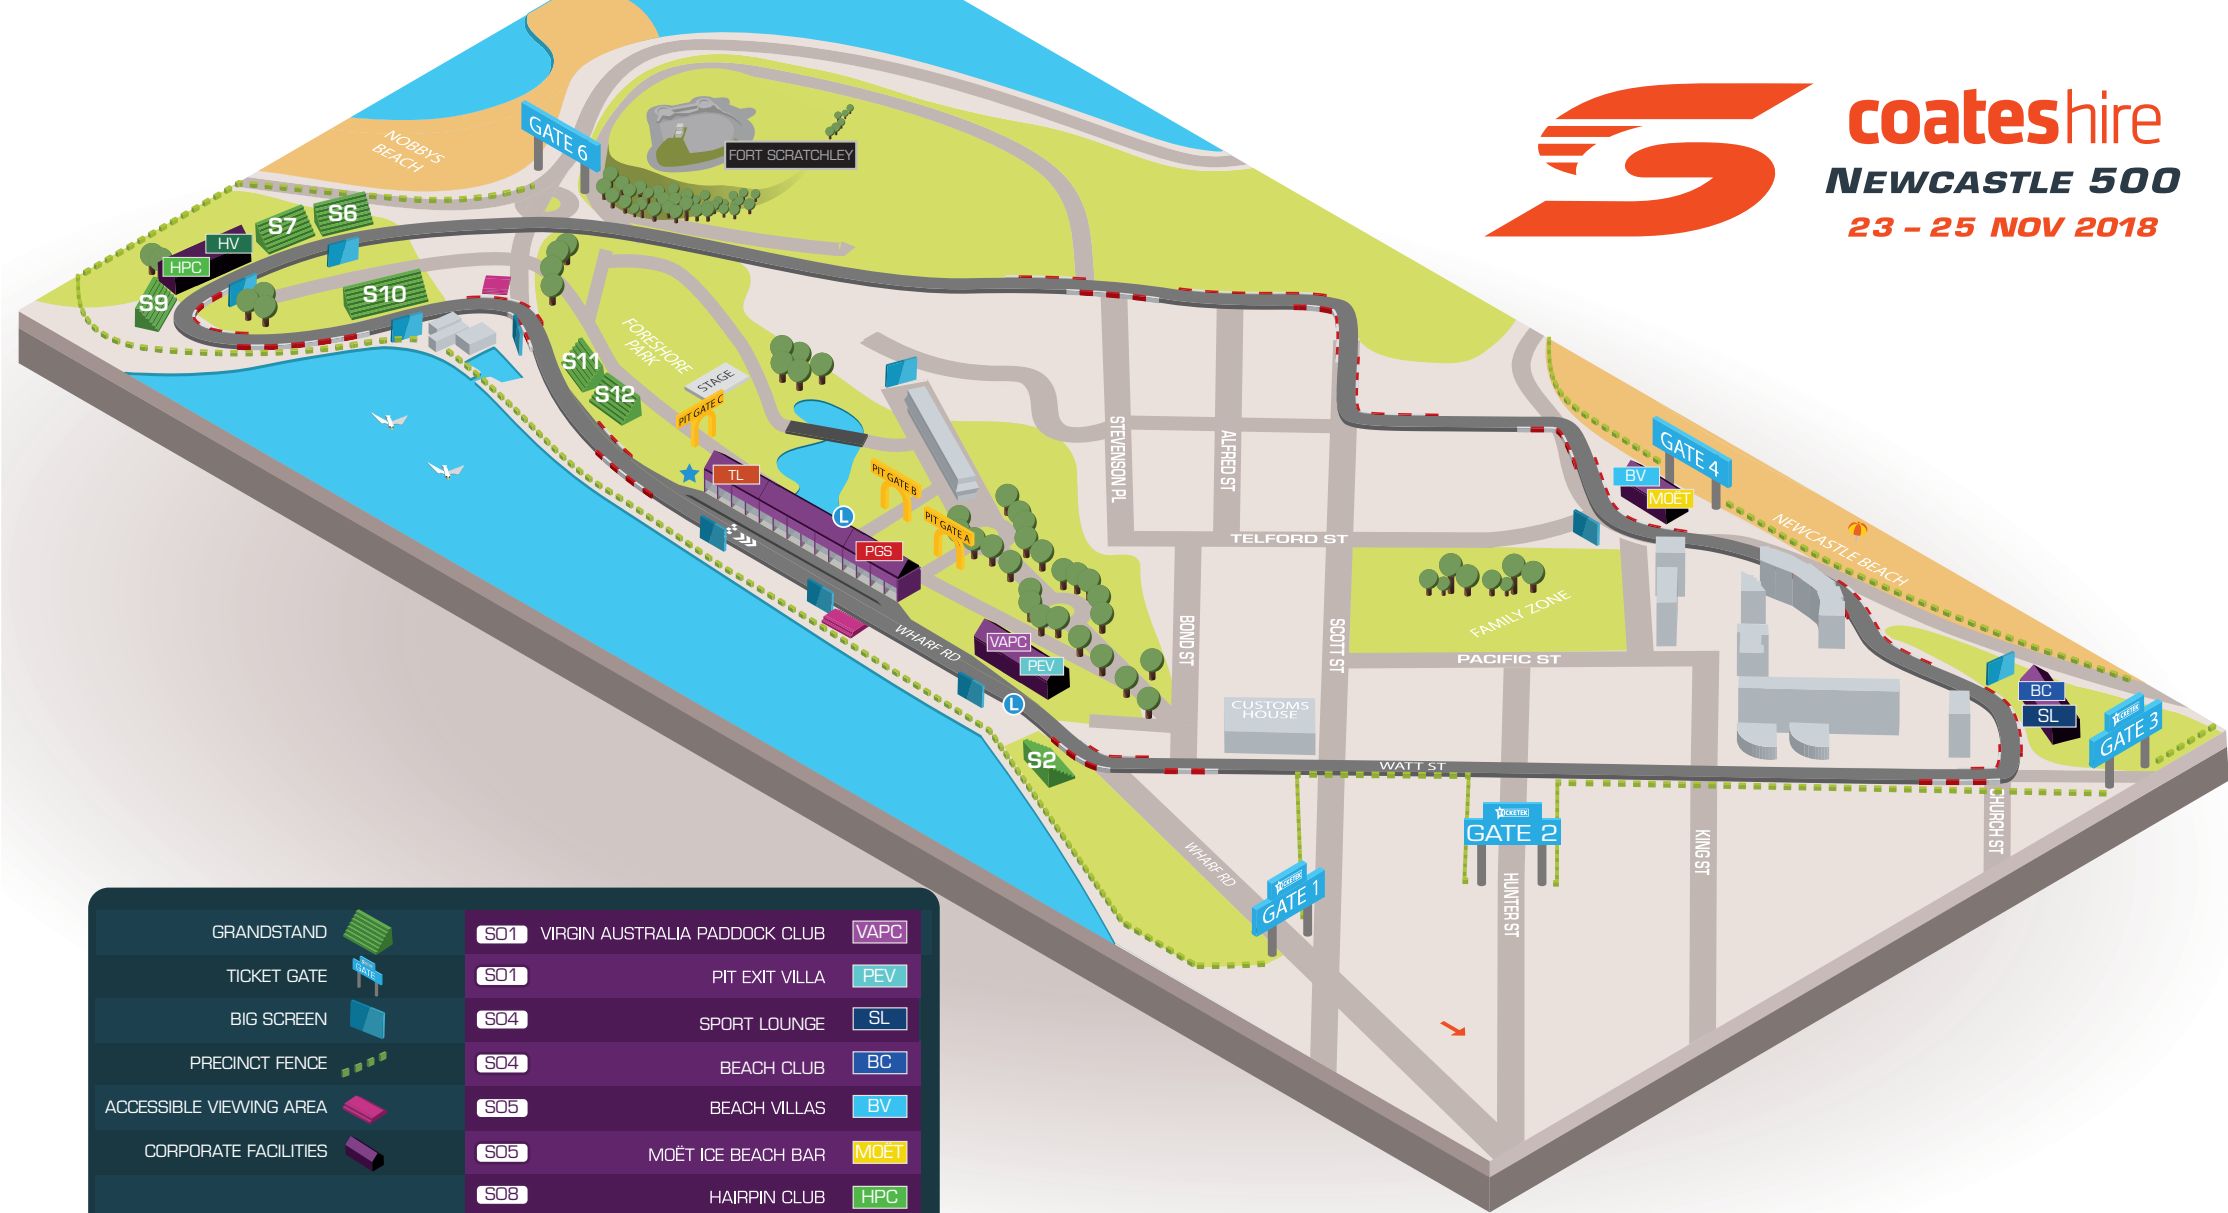 coateshire
NEWCASTLE 500
23 – 25 NOV 2018
NOBBYS
BEACH
GATE 6
FORT SCRATCHLEY
S7
S6
HV
HPC
S9
S10
FORESHORE
PARK
S11
S12
STAGE
PIT GATE C
TL
PIT GATE B
L
PIT GATE A
PGS
STEVENSON PL
ALFRED ST
GATE 4
BV
MOËT
NEWCASTLE BEACH
TELFORD ST
FAMILY ZONE
BOND ST
SCOTT ST
PACIFIC ST
WHARF RD
VAPC
PEV
L
CUSTOMS
HOUSE
BC
SL
TICKETEK
GATE 3
S2
WATT ST
TICKETEK
GATE 2
CHURCH ST
KING ST
WHARF RD
TICKETEK
GATE 1
HUNTER ST
GRANDSTAND
TICKET GATE
GATE
BIG SCREEN
PRECINCT FENCE
ACCESSIBLE VIEWING AREA
CORPORATE FACILITIES
S01 VIRGIN AUSTRALIA PADDOCK CLUB VAPC
S01 PIT EXIT VILLA PEV
S04 SPORT LOUNGE SL
S04 BEACH CLUB BC
S05 BEACH VILLAS BV
S05 MOËT ICE BEACH BAR MOËT
S08 HAIRPIN CLUB HPC